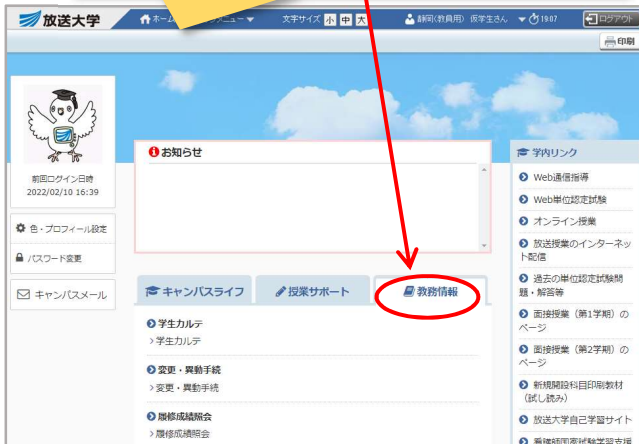 放送大学
ホーム
ニュー
文字サイズ 小 中 大
静岡(教員用) 仮学生さん
19:07
ログアウト
印刷
前回ログイン日時
2022/02/10 16:39
色・プロフィール設定
パスワード変更
キャンパスメール
お知らせ
キャンパスライフ
授業サポート
教務情報
学生カルテ
>学生カルテ
変更・異動手続
>変更・異動手続
履修成績照会
>履修成績照会
学内リンク
Web通信指導
Web単位認定試験
オンライン授業
放送授業のインターネッ
ト配信
過去の単位認定試験問
題・解答等
面接授業(第1学期)の
ページ
面接授業(第2学期)の
ページ
新規開設科目印刷教材
(試し読み)
放送大学自己学習サイト
看護師国家試験学習支援